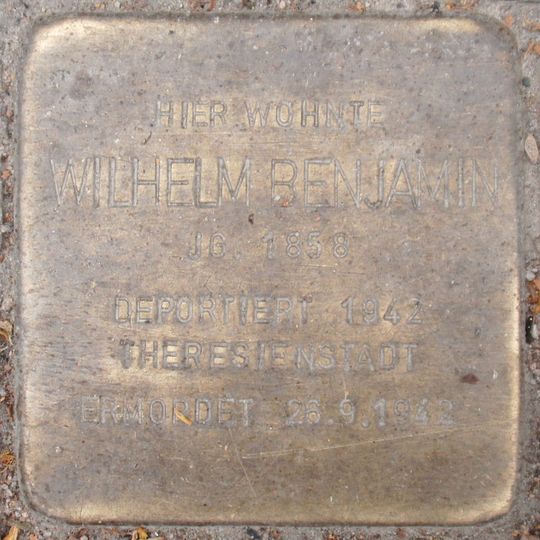 HIER WOHNTE
WILHELM BENJAMIN
JG. 1858
DEPORTIERT 1942
THERESIENSTADT
ERMORDET 26.9.1942